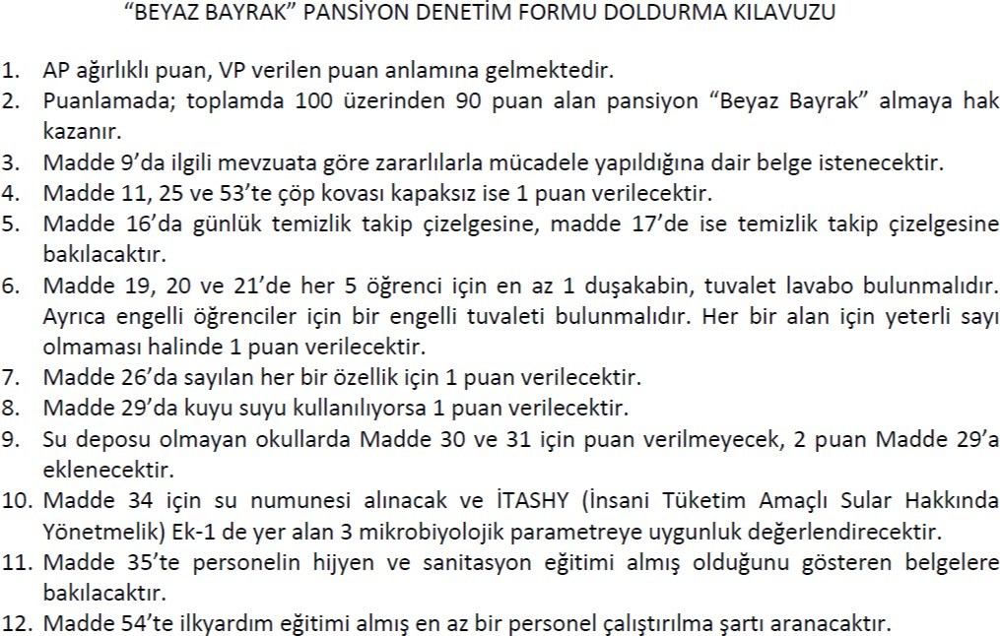 “BEYAZ BAYRAK” PANSİYON DENETİM FORMU DOLDURMA KILAVUZU
1. AP ağırlıklı puan, VP verilen puan anlamına gelmektedir.
2. Puanlamada; toplamda 100 üzerinden 90 puan alan pansiyon “Beyaz Bayrak” almaya hak
kazanır.
3. Madde 9’da ilgili mevzuata göre zararlılarla mücadele yapıldığına dair belge istenecektir.
4. Madde 11, 25 ve 53’te çöp kovası kapaksız ise 1 puan verilecektir.
5. Madde 16’da günlük temizlik takip çizelgesine, madde 17’de ise temizlik takip çizelgesine
bakılacaktır.
6. Madde 19, 20 ve 21’de her 5 öğrenci için en az 1 duşakabin, tuvalet lavabo bulunmalıdır.
Ayrıca engelli öğrenciler için bir engelli tuvaleti bulunmalıdır. Her bir alan için yeterli sayı
olmaması halinde 1 puan verilecektir.
7. Madde 26’da sayılan her bir özellik için 1 puan verilecektir.
8. Madde 29’da kuyu suyu kullanılıyorsa 1 puan verilecektir.
9. Su deposu olmayan okullarda Madde 30 ve 31 için puan verilmeyecek, 2 puan Madde 29’a
eklenecektir.
10. Madde 34 için su numunesi alınacak ve İTASHY (İnsani Tüketim Amaçlı Sular Hakkında
Yönetmelik) Ek-1 de yer alan 3 mikrobiyolojik parametreye uygunluk değerlendirecektir.
11. Madde 35’te personelin hijyen ve sanitasyon eğitimi almış olduğunu gösteren belgelere
bakılacaktır.
12. Madde 54’te ilkyardım eğitimi almış en az bir personel çalıştırılma şartı aranacaktır.